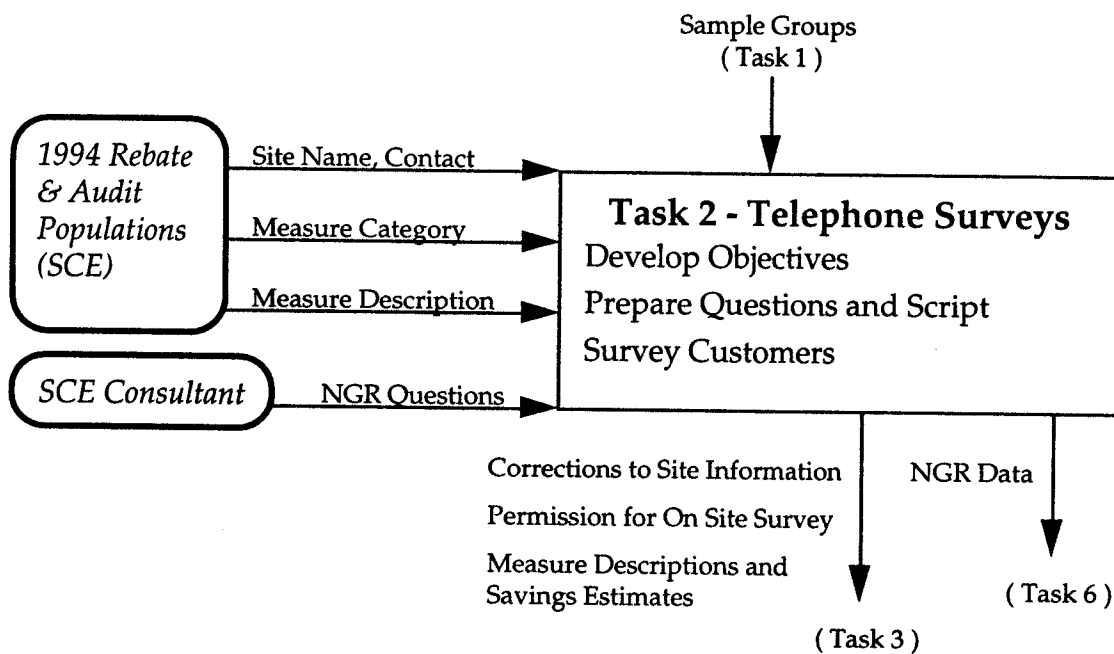 Sample Groups
( Task 1 )
1994 Rebate
& Audit
Populations
(SCE)
Site Name, Contact
Measure Category
Measure Description
SCE Consultant
NGR Questions
Task 2 - Telephone Surveys
Develop Objectives
Prepare Questions and Script
Survey Customers
Corrections to Site Information
Permission for On Site Survey
Measure Descriptions and
Savings Estimates
NGR Data
( Task 3 )
( Task 6 )